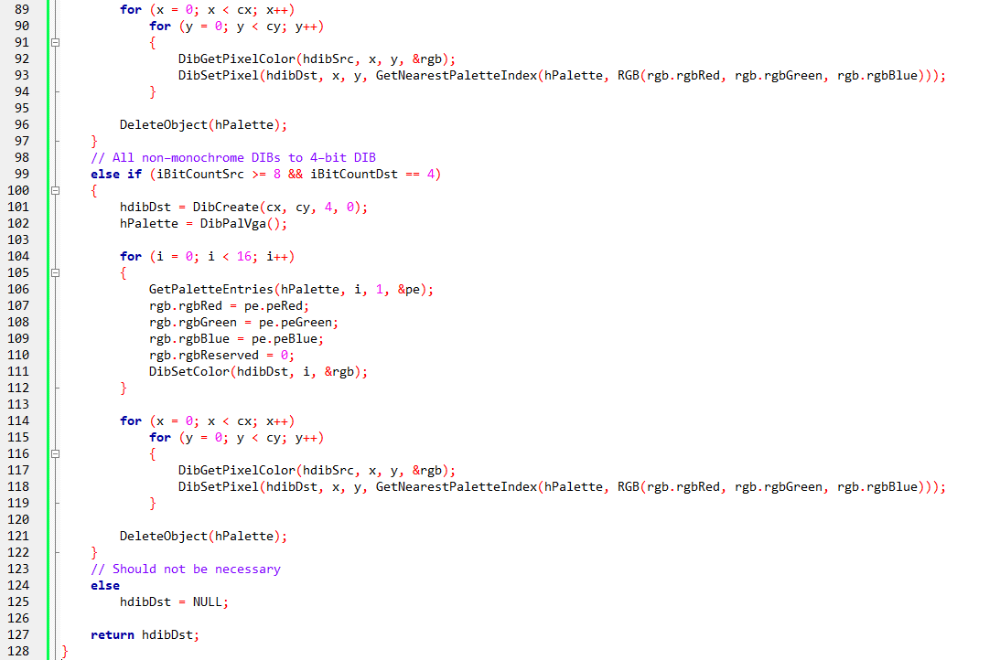 89 for (x = 0; x < cx; x++)
90 for (y = 0; y < cy; y++)
91 {
92 DibGetPixelColor(hdibSrc, x, y, &rgb);
93 DibSetPixel(hdibDst, x, y, GetNearestPaletteIndex(hPalette, RGB(rgb.rgbRed, rgb.rgbGreen, rgb.rgbBlue)));
94 }
95
96 DeleteObject(hPalette);
97 }
98 // All non-monochrome DIBs to 4-bit DIB
99 else if (iBitCountSrc >= 8 && iBitCountDst == 4)
100 {
101 hdibDst = DibCreate(cx, cy, 4, 0);
102 hPalette = DibPalVga();
103
104 for (i = 0; i < 16; i++)
105 {
106 GetPaletteEntries(hPalette, i, 1, &pe);
107 rgb.rgbRed = pe.peRed;
108 rgb.rgbGreen = pe.peGreen;
109 rgb.rgbBlue = pe.peBlue;
110 rgb.rgbReserved = 0;
111 DibSetColor(hdibDst, i, &rgb);
112 }
113
114 for (x = 0; x < cx; x++)
115 for (y = 0; y < cy; y++)
116 {
117 DibGetPixelColor(hdibSrc, x, y, &rgb);
118 DibSetPixel(hdibDst, x, y, GetNearestPaletteIndex(hPalette, RGB(rgb.rgbRed, rgb.rgbGreen, rgb.rgbBlue)));
119 }
120
121 DeleteObject(hPalette);
122 }
123 // Should not be necessary
124 else
125 hdibDst = NULL;
126
127 return hdibDst;
128 }